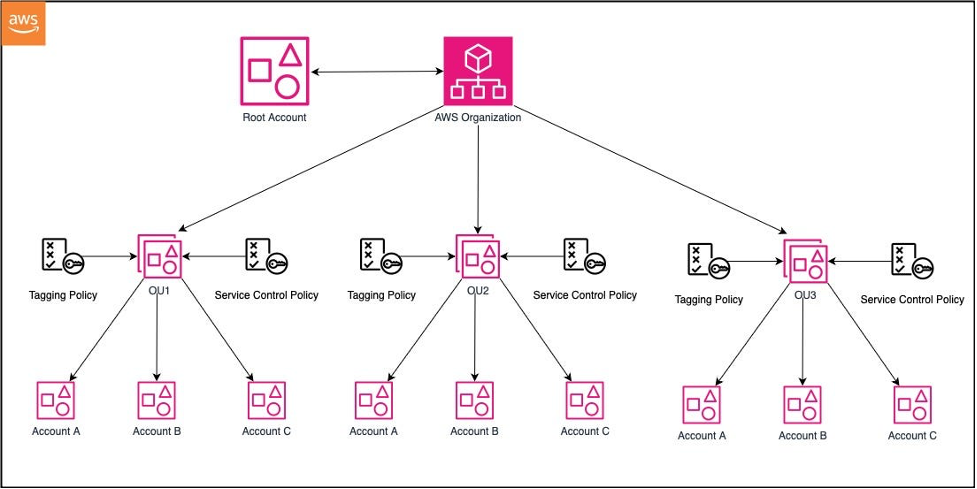 aws
Root Account
AWS Organization
Tagging Policy
OU1
Service Control Policy
Tagging Policy
OU2
Service Control Policy
Tagging Policy
OU3
Service Control Policy
Account A
Account B
Account C
Account A
Account B
Account C
Account A
Account B
Account C